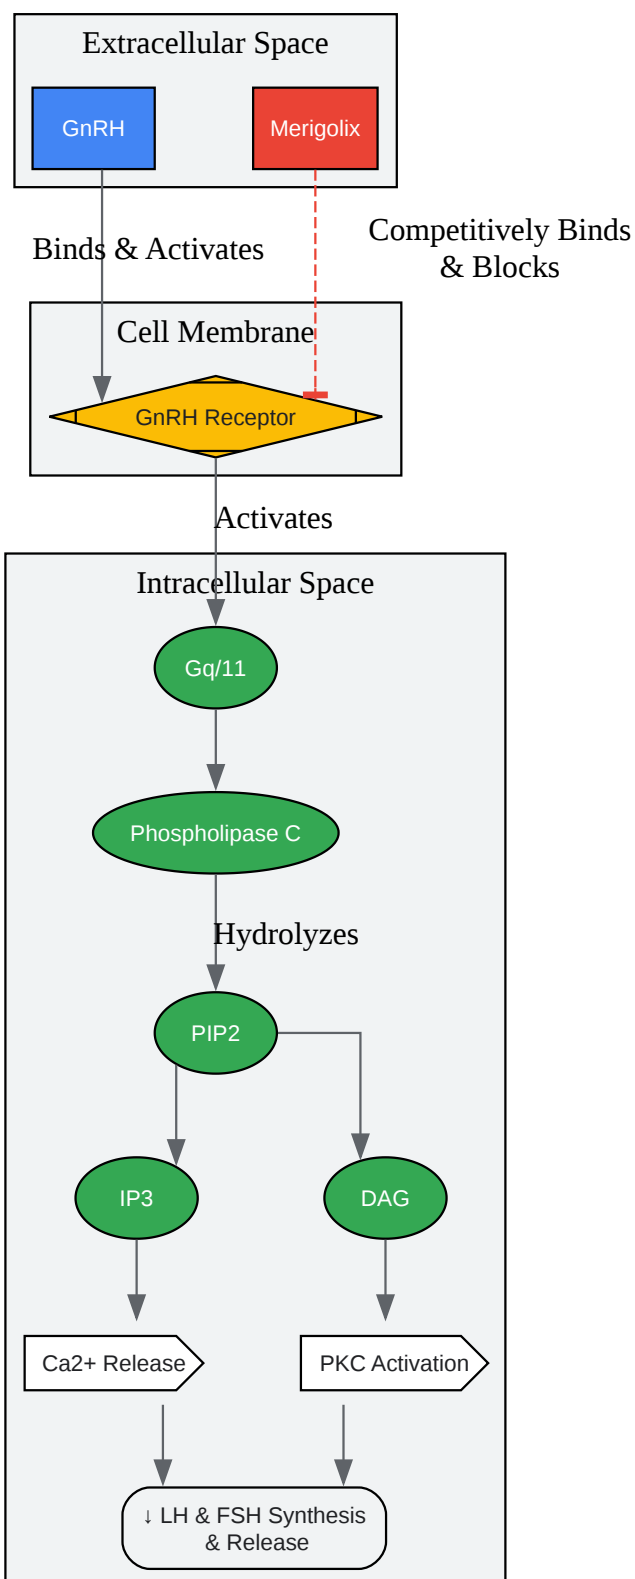 Extracellular Space
GnRH
Merigolix
Binds & Activates
Competitively Binds
& Blocks
Cell Membrane
GnRH Receptor
Activates
Intracellular Space
Gq/11
Phospholipase C
Hydrolyzes
PIP2
IP3
DAG
Ca2+ Release
PKC Activation
↓ LH & FSH Synthesis
& Release